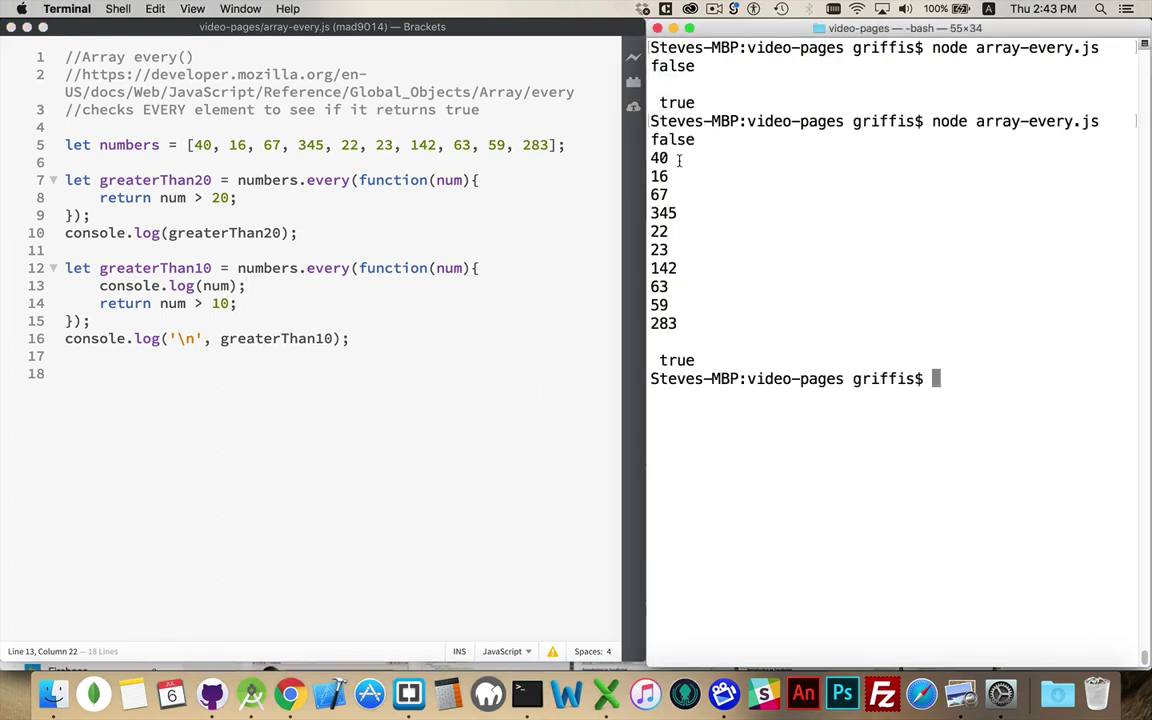 Terminal Shell Edit View Window Help
100% A Thu 2:43 PM
video-pages/array-every.js (mad9014) — Brackets
1 //Array every()
2 //https://developer.mozilla.org/en-
US/docs/Web/JavaScript/Reference/Global_Objects/Array/every
3 //checks EVERY element to see if it returns true
4
5 let numbers = [40, 16, 67, 345, 22, 23, 142, 63, 59, 283];
6
7 let greaterThan20 = numbers.every(function(num){
8 return num > 20;
9 });
10 console.log(greaterThan20);
11
12 let greaterThan10 = numbers.every(function(num){
13 console.log(num);
14 return num > 10;
15 });
16 console.log('\n', greaterThan10);
17
18
Line 13, Column 22 — 18 Lines
INS JavaScript Spaces: 4
video-pages — -bash — 55×34
Steves-MBP:video-pages griffis$ node array-every.js
false
true
Steves-MBP:video-pages griffis$ node array-every.js
false
40
16
67
345
22
23
142
63
59
283
true
Steves-MBP:video-pages griffis$
6
An Ps FZ